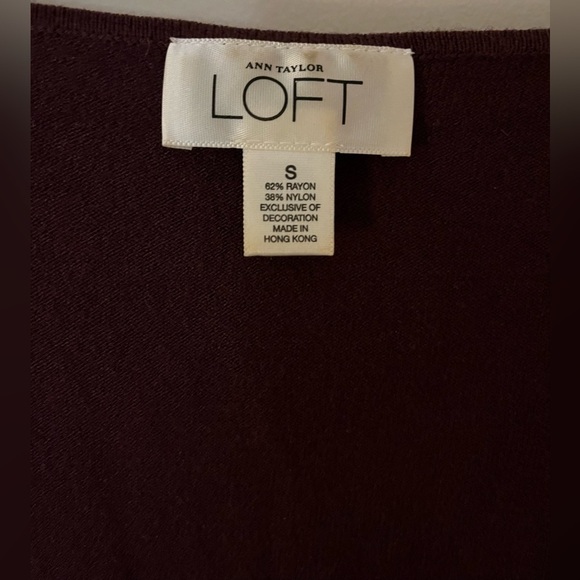 ANN TAYLOR
LOFT
S
62% RAYON
38% NYLON
EXCLUSIVE OF
DECORATION
MADE IN
HONG KONG